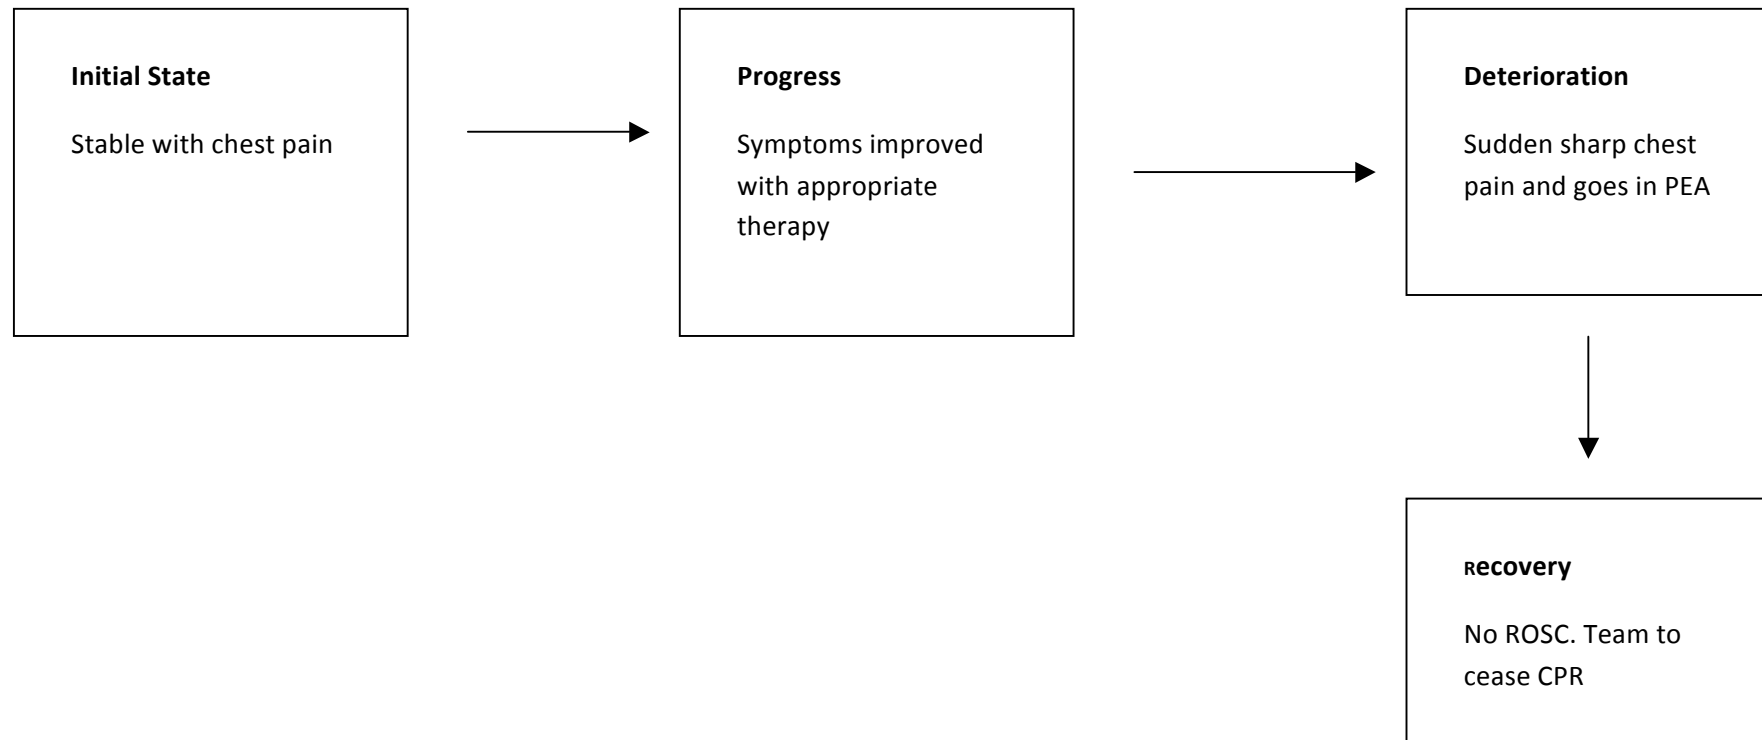 Initial State
Stable with chest pain
Progress
Symptoms improved
with appropriate
therapy
Deterioration
Sudden sharp chest
pain and goes in PEA
Recovery
No ROSC. Team to
cease CPR